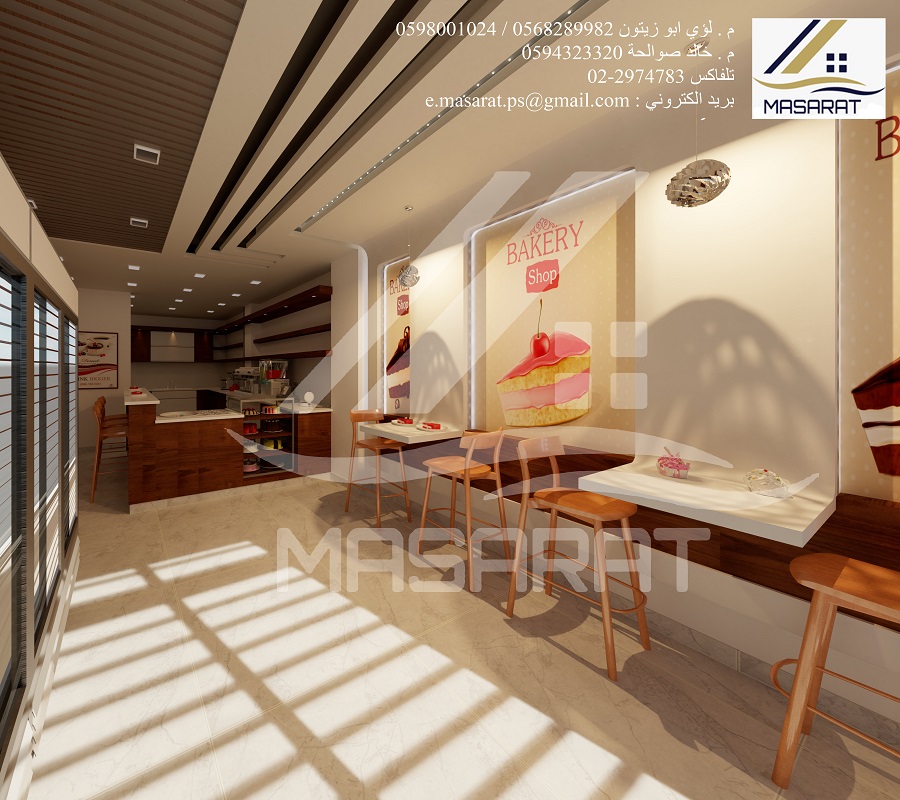 م . لؤي ابو زيتون 0568289982 / 0598001024
م . خالد صوالحة 0594323320
تلفاكس 02-2974783
بريد الكتروني : e.masarat.ps@gmail.com
MASARAT
BAKERY
Shop
Shop
MASARAT